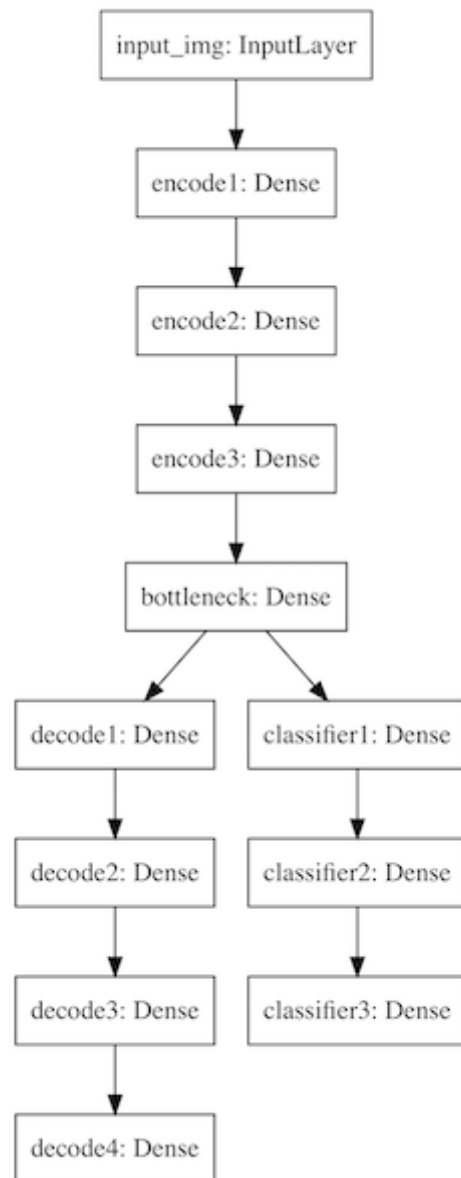 input_img: InputLayer
encode1: Dense
encode2: Dense
encode3: Dense
bottleneck: Dense
decode1: Dense
classifier1: Dense
decode2: Dense
classifier2: Dense
decode3: Dense
classifier3: Dense
decode4: Dense